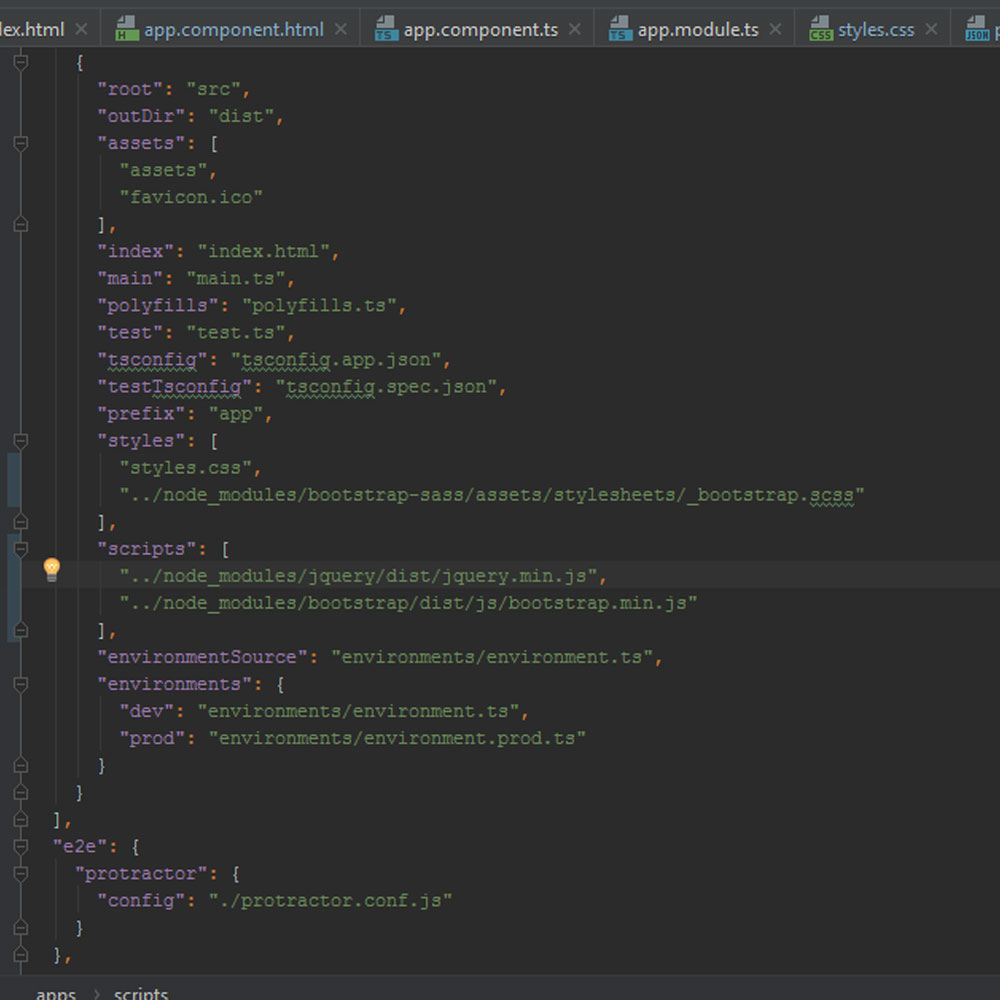 ex.html app.component.html app.component.ts app.module.ts styles.css
{
"root": "src",
"outDir": "dist",
"assets": [
"assets",
"favicon.ico"
],
"index": "index.html",
"main": "main.ts",
"polyfills": "polyfills.ts",
"test": "test.ts",
"tsconfig": "tsconfig.app.json",
"testTsconfig": "tsconfig.spec.json",
"prefix": "app",
"styles": [
"styles.css",
"../node_modules/bootstrap-sass/assets/stylesheets/_bootstrap.scss"
],
"scripts": [
"../node_modules/jquery/dist/jquery.min.js",
"../node_modules/bootstrap/dist/js/bootstrap.min.js"
],
"environmentSource": "environments/environment.ts",
"environments": {
"dev": "environments/environment.ts",
"prod": "environments/environment.prod.ts"
}
}
],
"e2e": {
"protractor": {
"config": "./protractor.conf.js"
}
},
apps > scripts